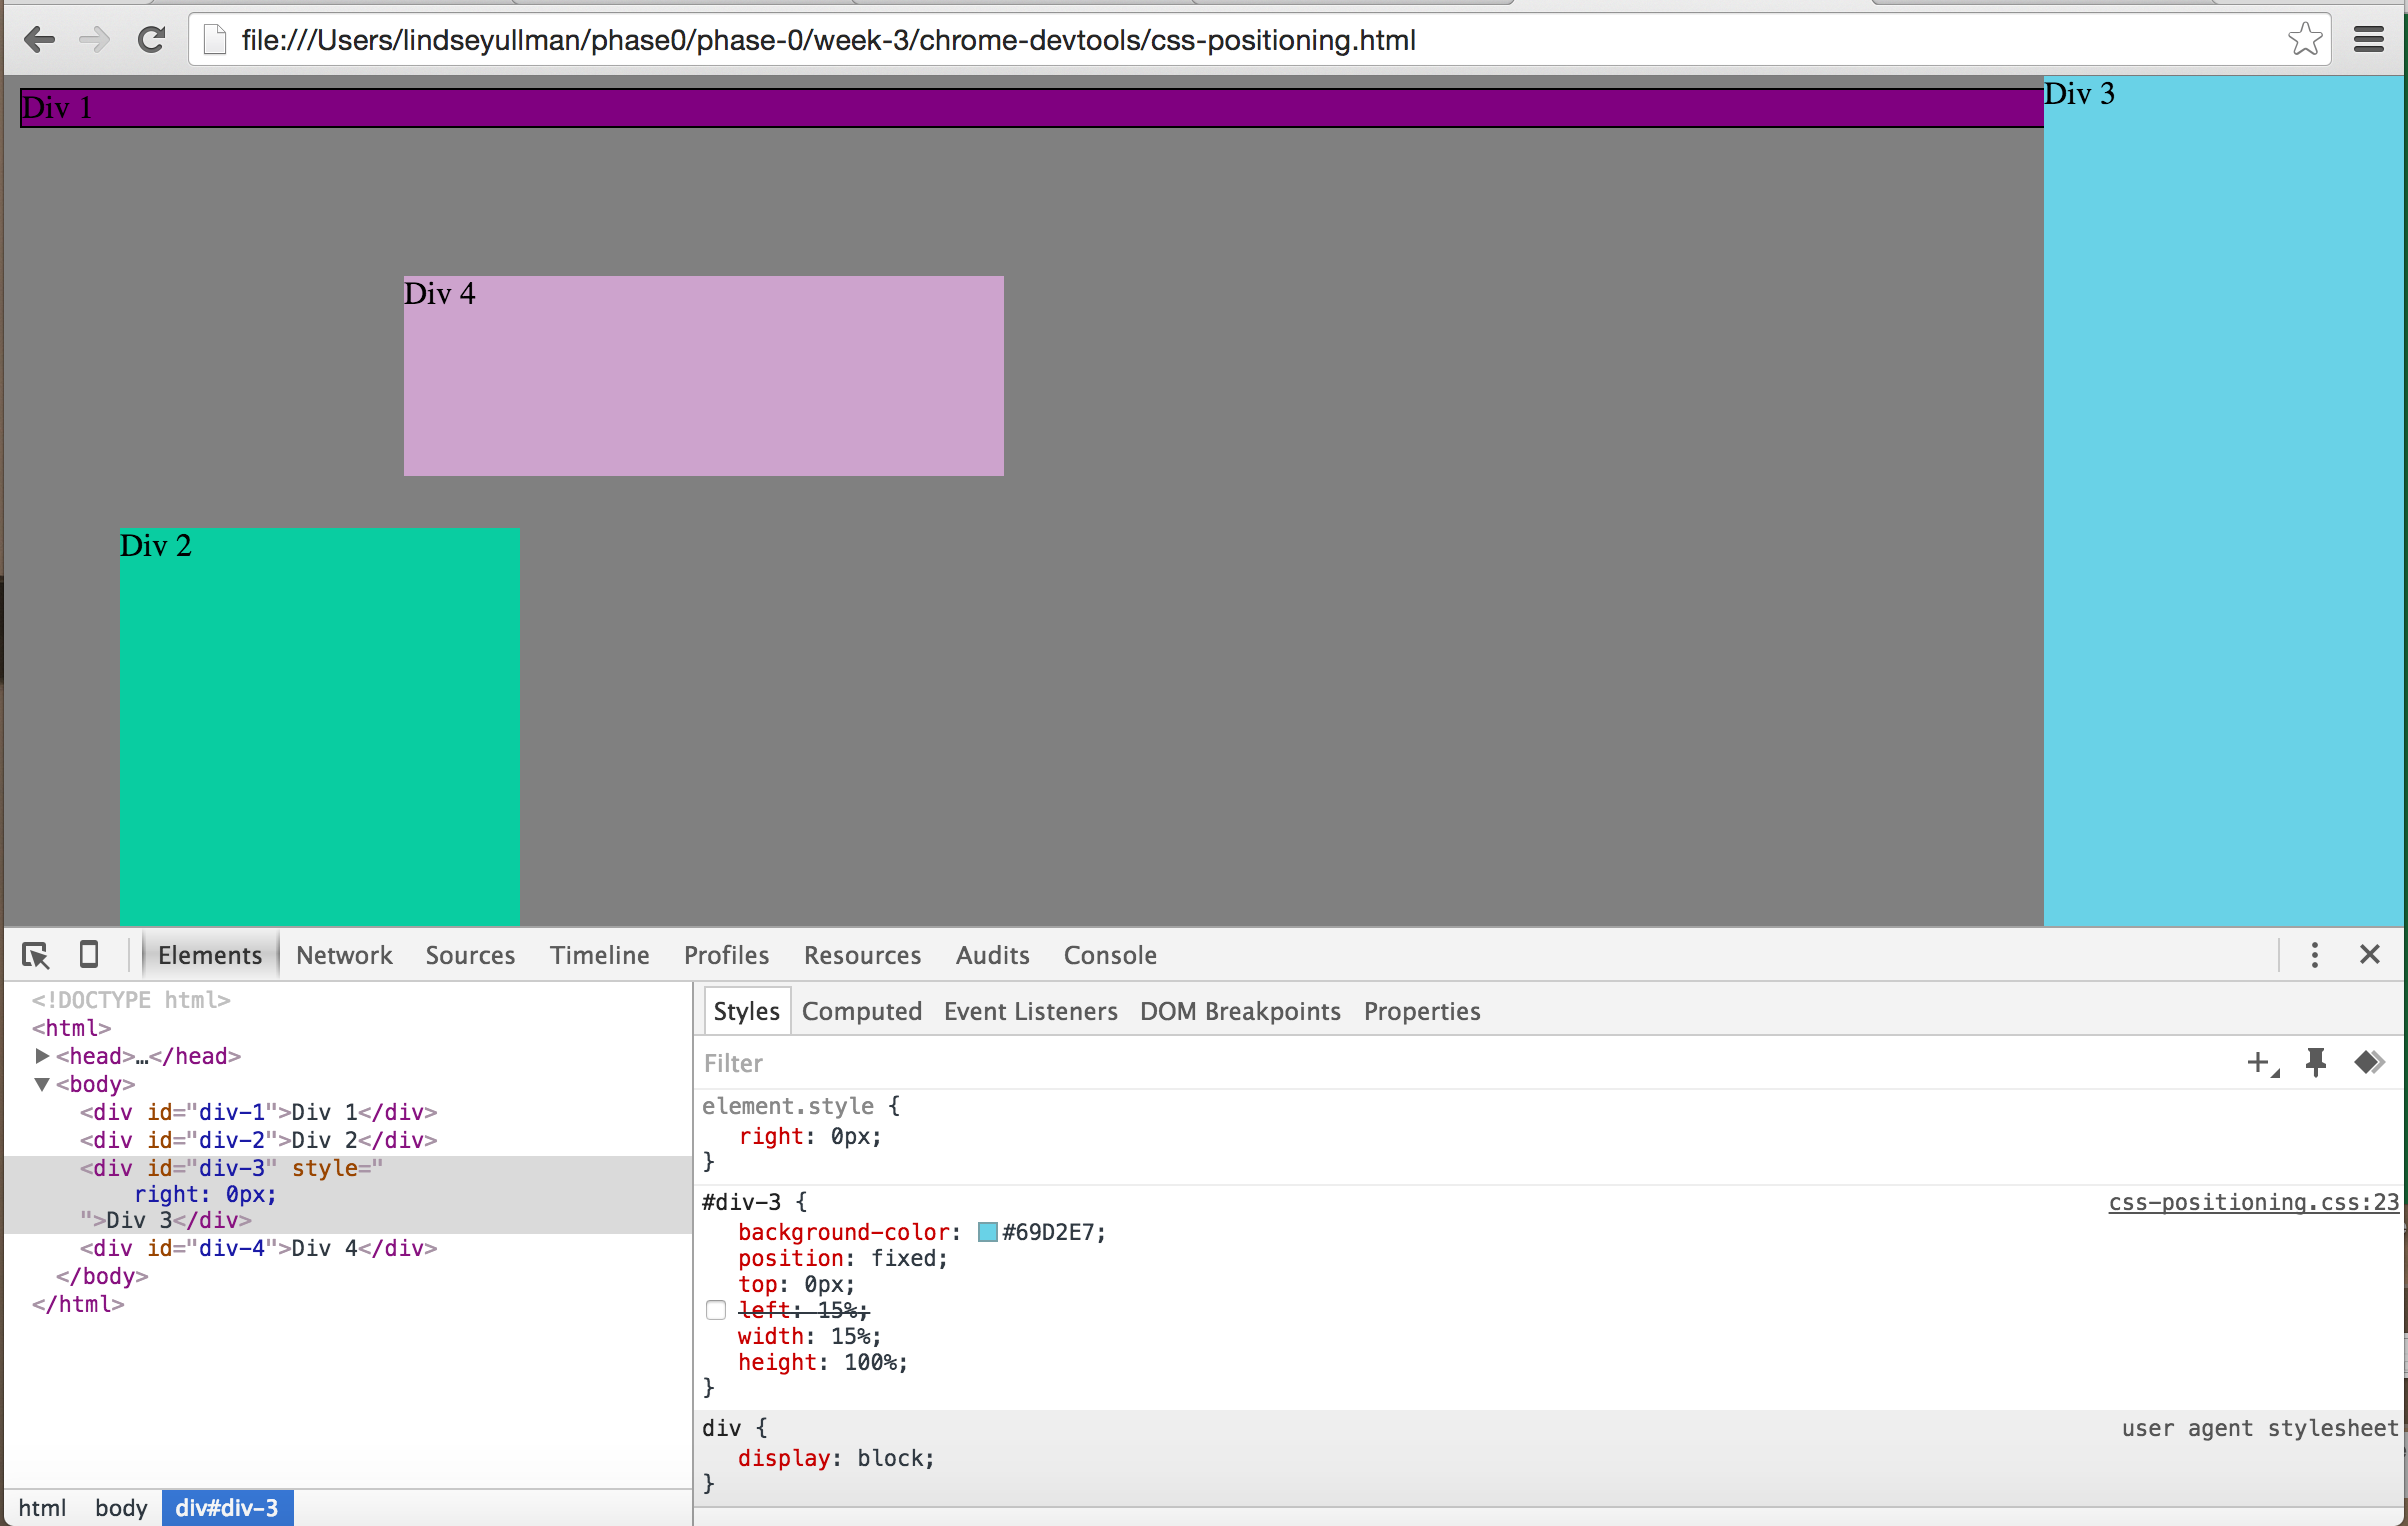 file:///Users/lindseyullman/phase0/phase-0/week-3/chrome-devtools/css-positioning.html
Div 1
Div 3
Div 4
Div 2
Elements Network Sources Timeline Profiles Resources Audits Console
<!DOCTYPE html>
<html>
<head>…</head>
<body>
<div id="div-1">Div 1</div>
<div id="div-2">Div 2</div>
<div id="div-3" style="
right: 0px;
">Div 3</div>
<div id="div-4">Div 4</div>
</body>
</html>
html body div#div-3
Styles Computed Event Listeners DOM Breakpoints Properties
Filter
element.style {
right: 0px;
}
#div-3 { css-positioning.css:23
background-color: #69D2E7;
position: fixed;
top: 0px;
left: 15%;
width: 15%;
height: 100%;
}
div { user agent stylesheet
display: block;
}